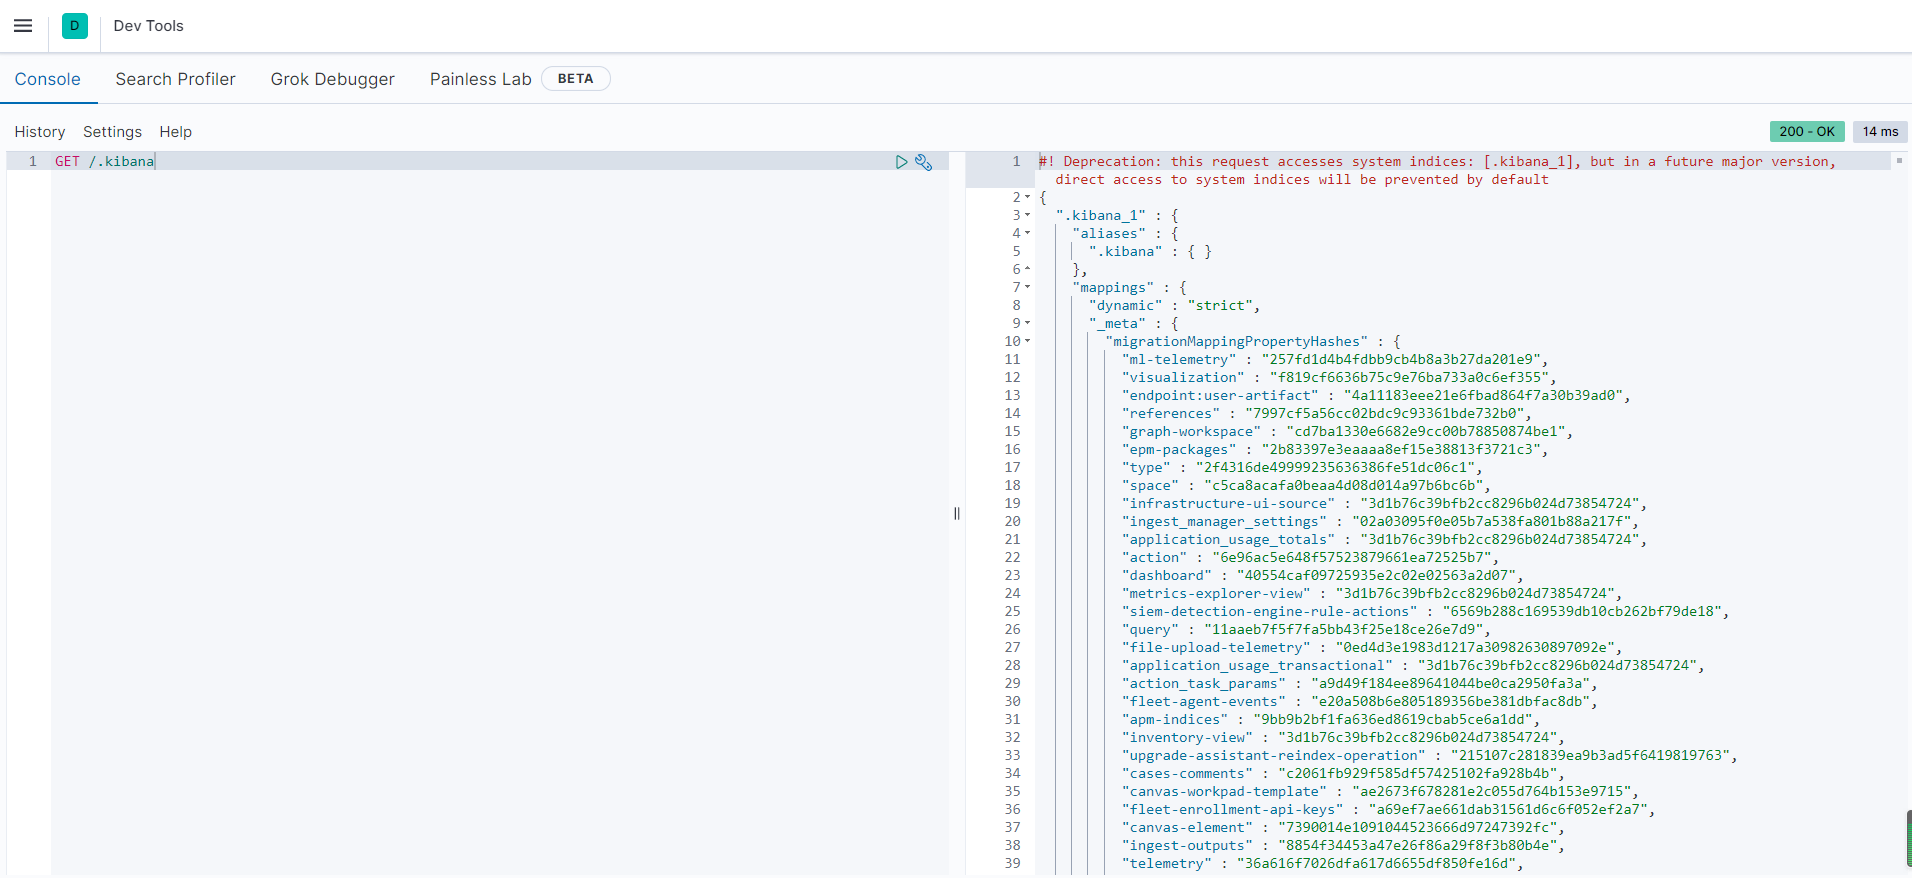 D Dev Tools
Console Search Profiler Grok Debugger Painless Lab BETA
History Settings Help 200 - OK 14 ms
1 GET /.kibana
1 #! Deprecation: this request accesses system indices: [.kibana_1], but in a future major version,
direct access to system indices will be prevented by default
2 {
3 ".kibana_1" : {
4 "aliases" : {
5 ".kibana" : { }
6 },
7 "mappings" : {
8 "dynamic" : "strict",
9 "_meta" : {
10 "migrationMappingPropertyHashes" : {
11 "ml-telemetry" : "257fd1d4b4fdbb9cb4b8a3b27da201e9",
12 "visualization" : "f819cf6636b75c9e76ba733a0c6ef355",
13 "endpoint:user-artifact" : "4a11183eee21e6fbad864f7a30b39ad0",
14 "references" : "7997cf5a56cc02bdc9c93361bde732b0",
15 "graph-workspace" : "cd7ba1330e6682e9cc00b78850874be1",
16 "epm-packages" : "2b83397e3eaaaa8ef15e38813f3721c3",
17 "type" : "2f4316de49999235636386fe51dc06c1",
18 "space" : "c5ca8acafa0beaa4d08d014a97b6bc6b",
19 "infrastructure-ui-source" : "3d1b76c39bfb2cc8296b024d73854724",
20 "ingest_manager_settings" : "02a03095f0e05b7a538fa801b88a217f",
21 "application_usage_totals" : "3d1b76c39bfb2cc8296b024d73854724",
22 "action" : "6e96ac5e648f57523879661ea72525b7",
23 "dashboard" : "40554caf09725935e2c02e02563a2d07",
24 "metrics-explorer-view" : "3d1b76c39bfb2cc8296b024d73854724",
25 "siem-detection-engine-rule-actions" : "6569b288c169539db10cb262bf79de18",
26 "query" : "11aaeb7f5f7fa5bb43f25e18ce26e7d9",
27 "file-upload-telemetry" : "0ed4d3e1983d1217a30982630897092e",
28 "application_usage_transactional" : "3d1b76c39bfb2cc8296b024d73854724",
29 "action_task_params" : "a9d49f184ee89641044be0ca2950fa3a",
30 "fleet-agent-events" : "e20a508b6e805189356be381dbfac8db",
31 "apm-indices" : "9bb9b2bf1fa636ed8619cbab5ce6a1dd",
32 "inventory-view" : "3d1b76c39bfb2cc8296b024d73854724",
33 "upgrade-assistant-reindex-operation" : "215107c281839ea9b3ad5f6419819763",
34 "cases-comments" : "c2061fb929f585df57425102fa928b4b",
35 "canvas-workpad-template" : "ae2673f678281e2c055d764b153e9715",
36 "fleet-enrollment-api-keys" : "a69ef7ae661dab31561d6c6f052ef2a7",
37 "canvas-element" : "7390014e1091044523666d97247392fc",
38 "ingest-outputs" : "8854f34453a47e26f86a29f8f3b80b4e",
39 "telemetry" : "36a616f7026dfa617d6655df850fe16d",